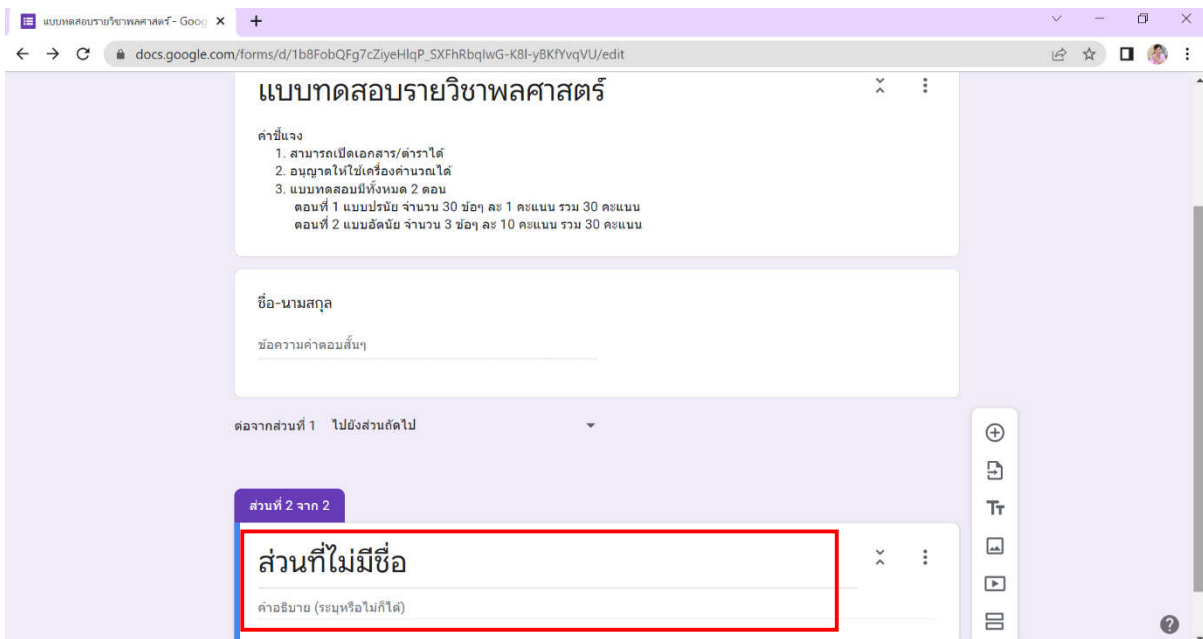 แบบทดสอบรายวิชาพลศาสตร์ - Goog
docs.google.com/forms/d/1b8FobQFg7cZiyeHlqP_SXFhRbqIwG-K8l-yBKfYvqVU/edit
แบบทดสอบรายวิชาพลศาสตร์
คำชี้แจง
1. สามารถเปิดเอกสาร/ตำราได้
2. อนุญาตให้ใช้เครื่องคำนวณได้
3. แบบทดสอบมีทั้งหมด 2 ตอน
ตอนที่ 1 แบบปรนัย จำนวน 30 ข้อๆ ละ 1 คะแนน รวม 30 คะแนน
ตอนที่ 2 แบบอัตนัย จำนวน 3 ข้อๆ ละ 10 คะแนน รวม 30 คะแนน
ชื่อ-นามสกุล
ข้อความคำตอบสั้นๆ
ต่อจากส่วนที่ 1 ไปยังส่วนถัดไป
ส่วนที่ 2 จาก 2
Tт
ส่วนที่ไม่มีชื่อ
คำอธิบาย (ระบุหรือไม่ก็ได้)